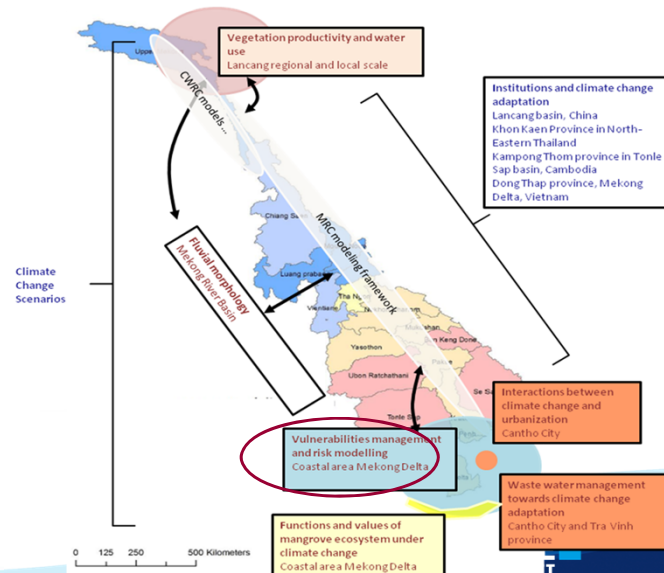 Vegetation productivity and water
use
Lancang regional and local scale
Upper
CWRC models ...
Institutions and climate change
adaptation
Lancang basin, China
Khon Kaen Province in North-
Eastern Thailand
Kampong Thom province in Tonle
Sap basin, Cambodia
Dong Thap province, Mekong
Delta, Vietnam
Chiang
MRC modeling framework
Fluvial morphology
Mekong River Basin
Climate
Change
Scenarios
Luang praba
Vientiane
Tha Ng
Yasothon
Ubon Ratchathani
Se
Tonle Sap
Interactions between
climate change and
urbanization
Cantho City
Vulnerabilities management
and risk modelling
Coastal area Mekong Delta
Waste water management
towards climate change
adaptation
Cantho City and Tra Vinh
province
Functions and values of
mangrove ecosystem under
climate change
Coastal area Mekong Delta
0 125 250 500 Kilometers